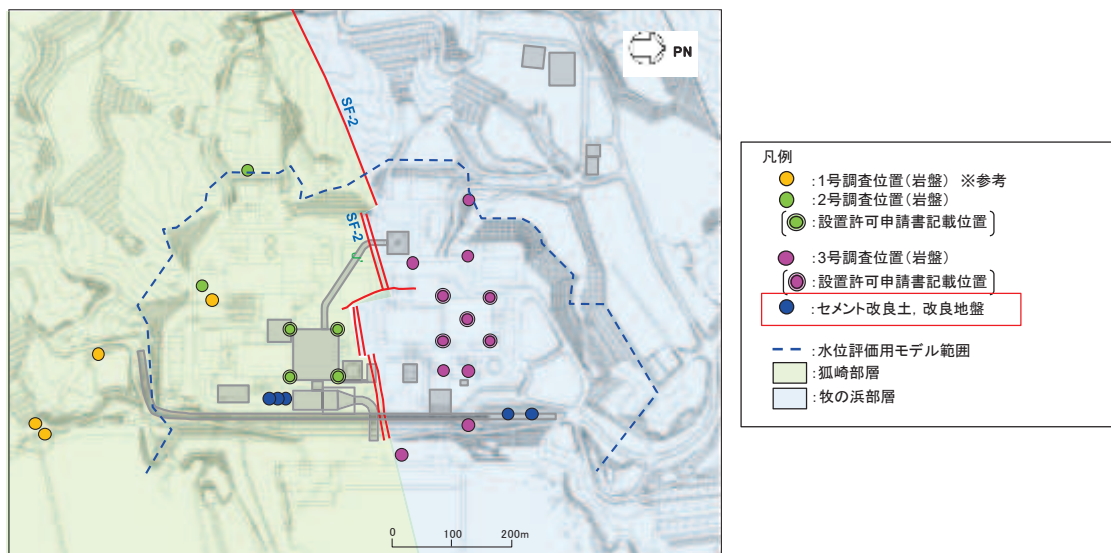 PN
SF-2
SF-2
0 100 200m
凡例
:1号調査位置(岩盤) ※参考
:2号調査位置(岩盤)
:設置許可申請書記載位置
:3号調査位置(岩盤)
:設置許可申請書記載位置
:セメント改良土，改良地盤
:水位評価用モデル範囲
:狐崎部層
:牧の浜部層